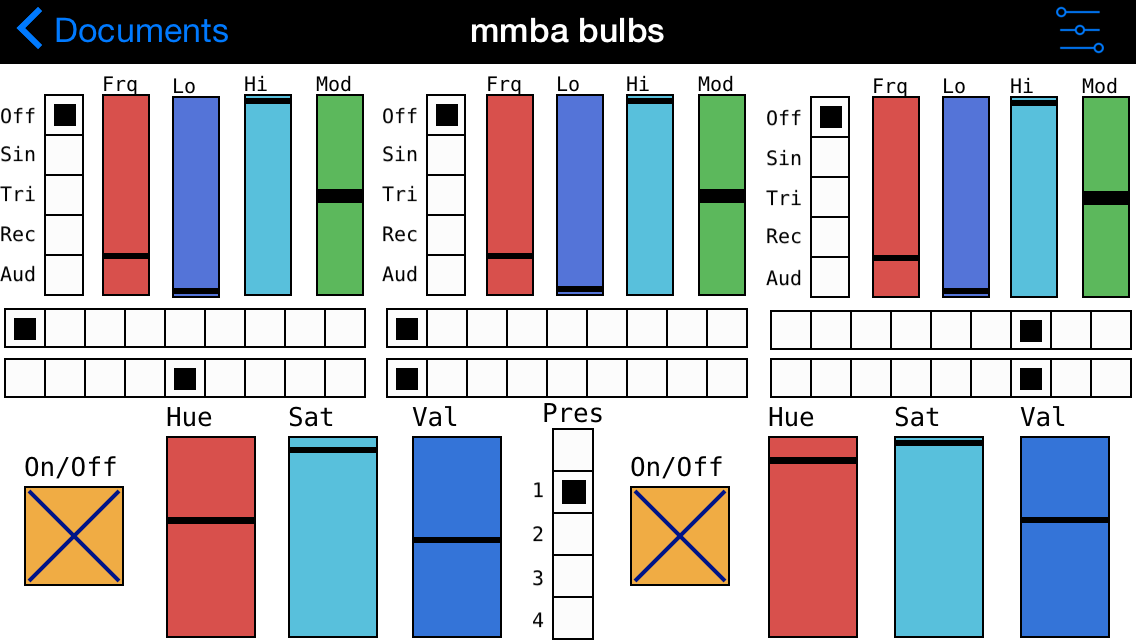 Documents
mmba bulbs
Frq Lo Hi Mod
Off
Sin
Tri
Rec
Aud
Frq Lo Hi Mod
Off
Sin
Tri
Rec
Aud
Frq Lo Hi Mod
Off
Sin
Tri
Rec
Aud
On/Off
Hue Sat Val
Pres
1
2
3
4
On/Off
Hue Sat Val